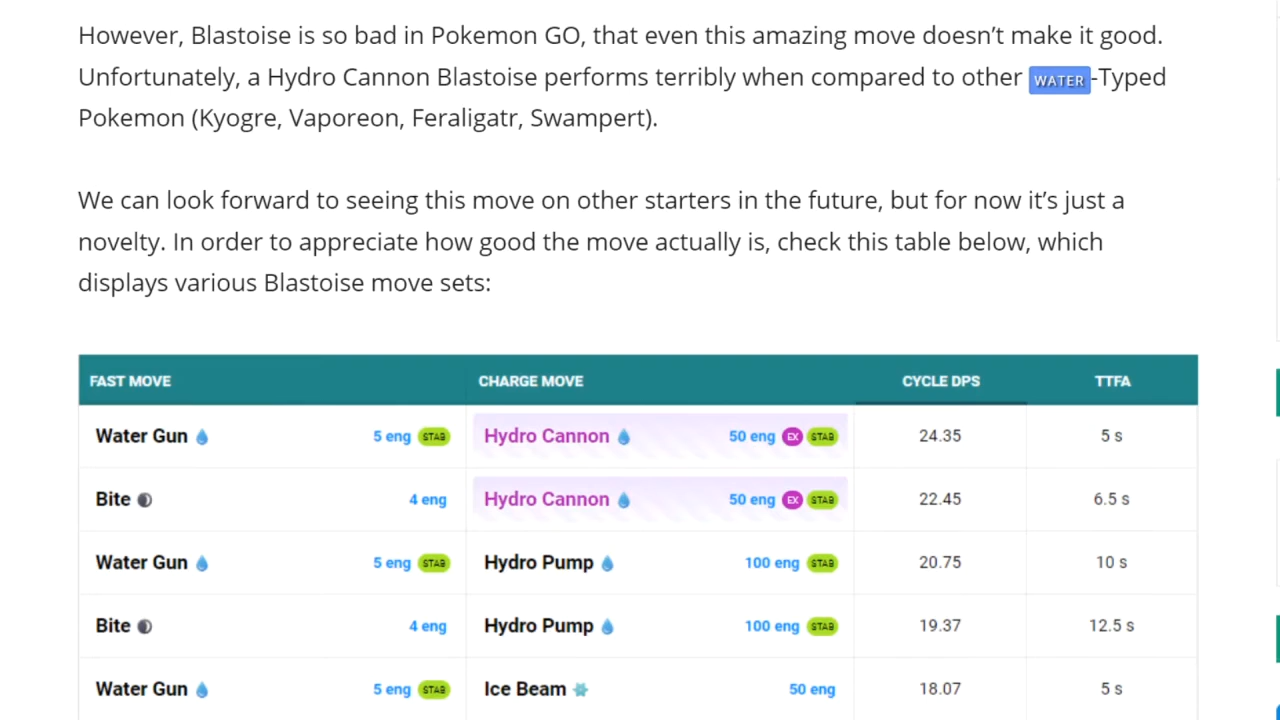 However, Blastoise is so bad in Pokemon GO, that even this amazing move doesn’t make it good.
Unfortunately, a Hydro Cannon Blastoise performs terribly when compared to other WATER-Typed
Pokemon (Kyogre, Vaporeon, Feraligatr, Swampert).
We can look forward to seeing this move on other starters in the future, but for now it’s just a
novelty. In order to appreciate how good the move actually is, check this table below, which
displays various Blastoise move sets:
FAST MOVE CHARGE MOVE CYCLE DPS TTFA
Water Gun 5 eng STAB Hydro Cannon 50 eng EX STAB 24.35 5 s
Bite 4 eng Hydro Cannon 50 eng EX STAB 22.45 6.5 s
Water Gun 5 eng STAB Hydro Pump 100 eng STAB 20.75 10 s
Bite 4 eng Hydro Pump 100 eng STAB 19.37 12.5 s
Water Gun 5 eng STAB Ice Beam 50 eng 18.07 5 s